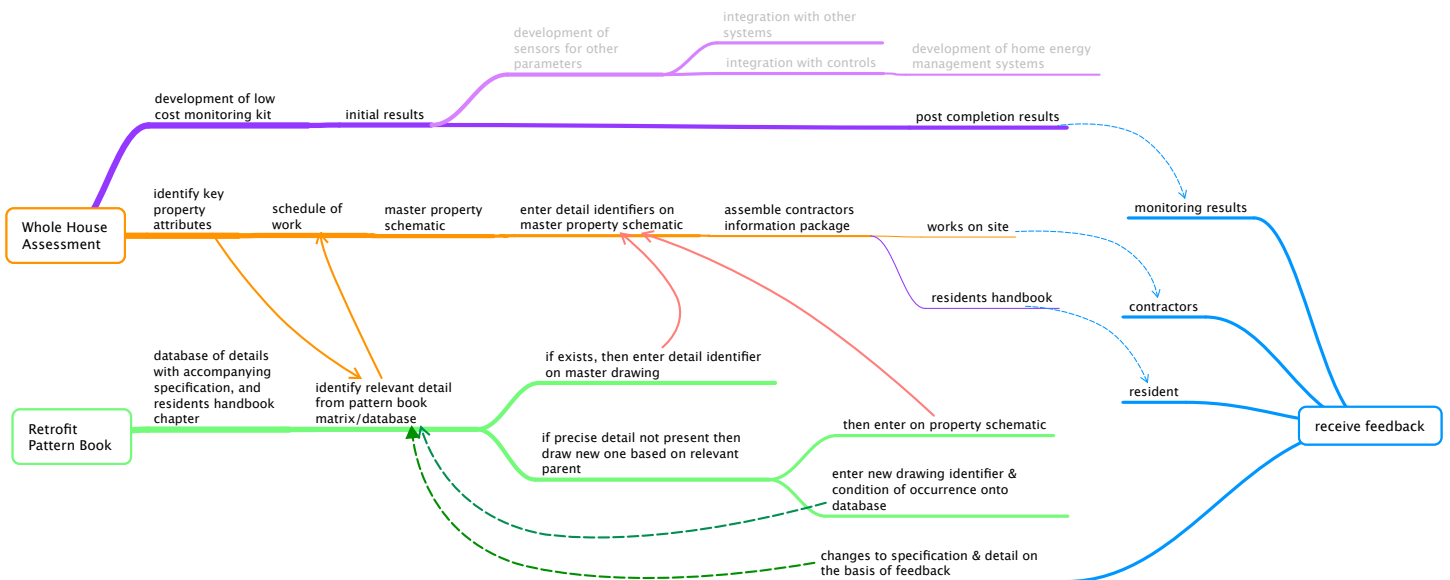 integration with other
systems
development of
sensors for other
parameters
integration with controls
development of home energy
management systems
development of low
cost monitoring kit
initial results
post completion results
Whole House
Assessment
identify key
property
attributes
schedule of
work
master property
schematic
enter detail identifiers on
master property schematic
assemble contractors
information package
works on site
residents handbook
monitoring results
contractors
resident
receive feedback
Retrofit
Pattern Book
database of details
with accompanying
specification, and
residents handbook
chapter
identify relevant detail
from pattern book
matrix/database
if exists, then enter detail identifier
on master drawing
if precise detail not present then
draw new one based on relevant
parent
then enter on property schematic
enter new drawing identifier &
condition of occurrence onto
database
changes to specification & detail on
the basis of feedback